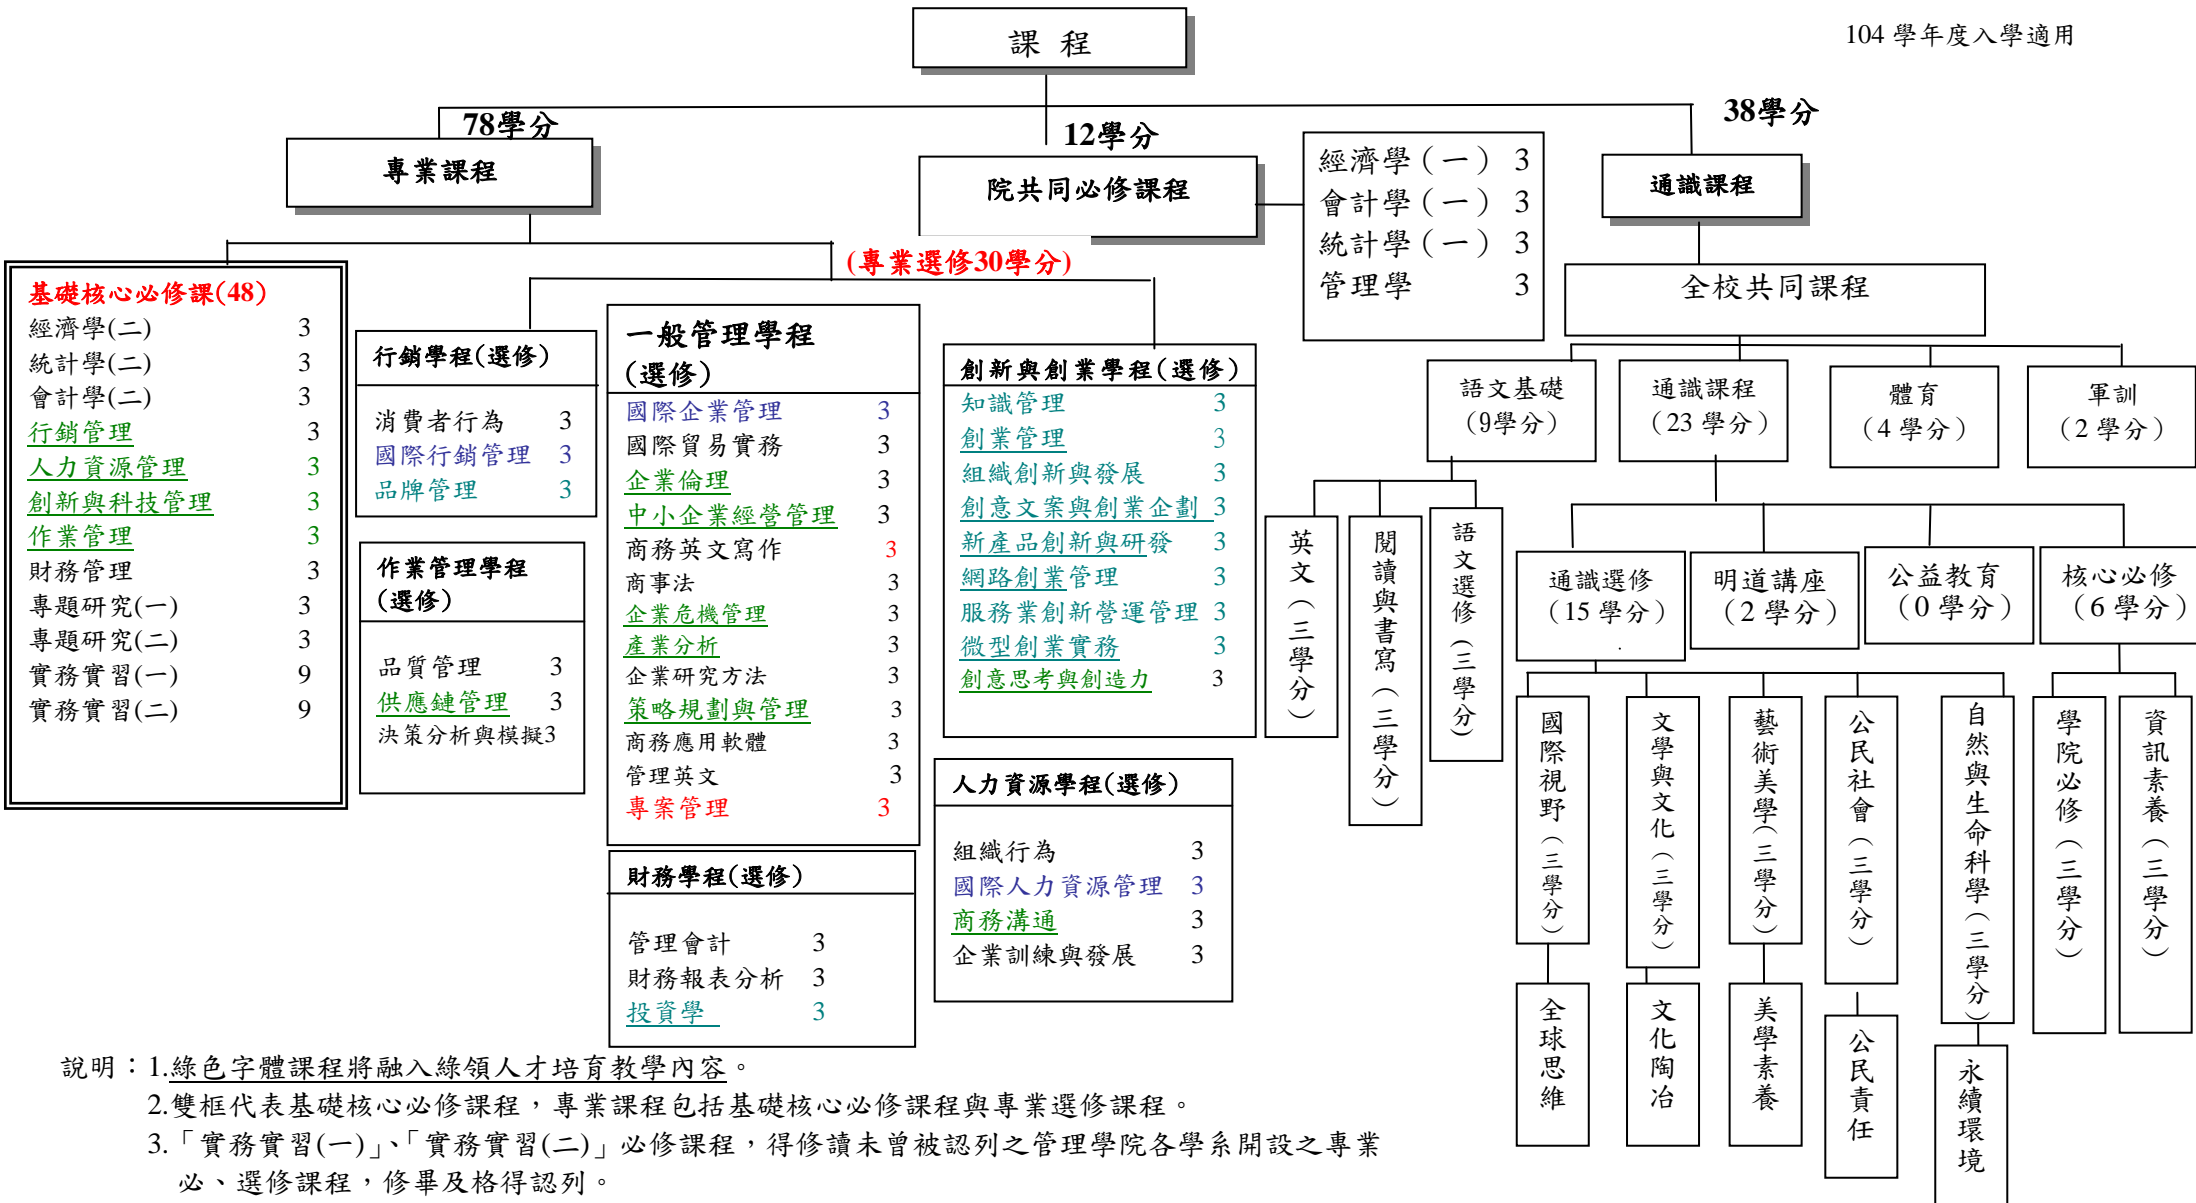 課 程
104 學年度入學適用
78學分
12學分
38學分
專業課程
院共同必修課程
經濟學（一） 3
會計學（一） 3
統計學（一） 3
管理學 3
通識課程
(專業選修30學分)
基礎核心必修課(48)
經濟學(二) 3
統計學(二) 3
會計學(二) 3
行銷管理 3
人力資源管理 3
創新與科技管理 3
作業管理 3
財務管理 3
專題研究(一) 3
專題研究(二) 3
實務實習(一) 9
實務實習(二) 9
行銷學程(選修)
消費者行為 3
國際行銷管理 3
品牌管理 3
作業管理學程
(選修)
品質管理 3
供應鏈管理 3
決策分析與模擬3
一般管理學程
(選修)
國際企業管理 3
國際貿易實務 3
企業倫理 3
中小企業經營管理 3
商務英文寫作 3
商事法 3
企業危機管理 3
產業分析 3
企業研究方法 3
策略規劃與管理 3
商務應用軟體 3
管理英文 3
專案管理 3
財務學程(選修)
管理會計 3
財務報表分析 3
投資學 3
創新與創業學程(選修)
知識管理 3
創業管理 3
組織創新與發展 3
創意文案與創業企劃 3
新產品創新與研發 3
網路創業管理 3
服務業創新營運管理 3
微型創業實務 3
創意思考與創造力 3
人力資源學程(選修)
組織行為 3
國際人力資源管理 3
商務溝通 3
企業訓練與發展 3
全校共同課程
語文基礎
（9學分）
通識課程
（23 學分）
體育
（4 學分）
軍訓
（2 學分）
英文（三學分）
閱讀與書寫（三學分）
語文選修（三學分）
通識選修
（15 學分）
明道講座
（2 學分）
公益教育
（0 學分）
核心必修
（6 學分）
國際視野（三學分）
文學與文化（三學分）
藝術美學（三學分）
公民社會（三學分）
自然與生命科學（三學分）
學院必修（三學分）
資訊素養（三學分）
全球思維
文化陶冶
美學素養
公民責任
永續環境
說明：1.綠色字體課程將融入綠領人才培育教學內容。
2.雙框代表基礎核心必修課程，專業課程包括基礎核心必修課程與專業選修課程。
3.「實務實習(一)」、「實務實習(二)」必修課程，得修讀未曾被認列之管理學院各學系開設之專業
必、選修課程，修畢及格得認列。